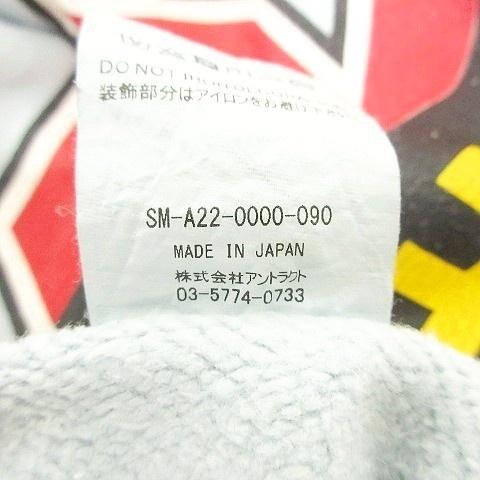 DO NOT
装飾部分はアイロンをお避け下さい
SM-A22-0000-090
MADE IN JAPAN
株式会社アントラクト
03-5774-0733